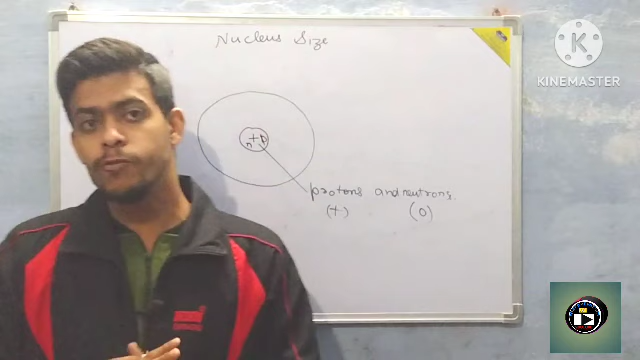 Nucleus Size
KINEMASTER
n + P
protons and neutrons.
(+) (0)